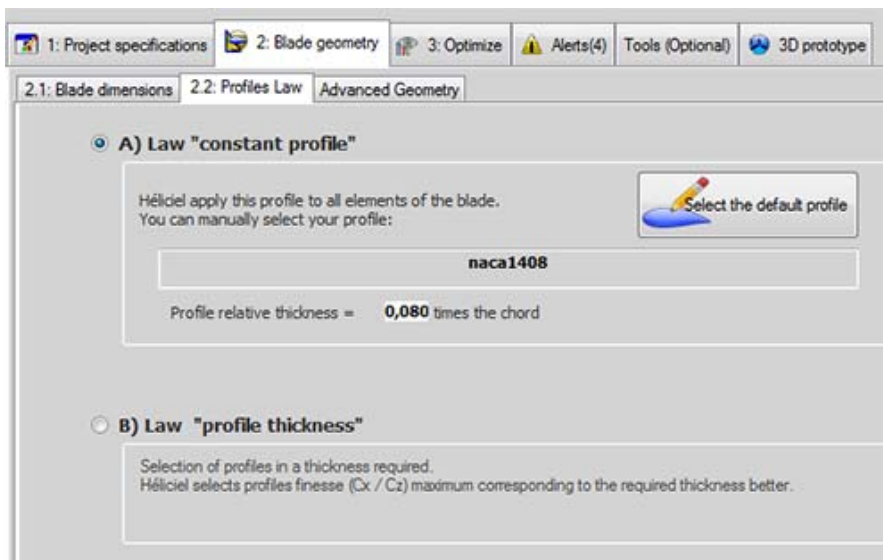 1: Project specifications 2: Blade geometry 3: Optimize Alerts(4) Tools (Optional) 3D prototype
2.1: Blade dimensions 2.2: Profiles Law Advanced Geometry
A) Law "constant profile"
Héliciel apply this profile to all elements of the blade.
You can manually select your profile:
Select the default profile
naca1408
Profile relative thickness = 0,080 times the chord
B) Law "profile thickness"
Selection of profiles in a thickness required.
Héliciel selects profiles finesse (Cx / Cz) maximum corresponding to the required thickness better.